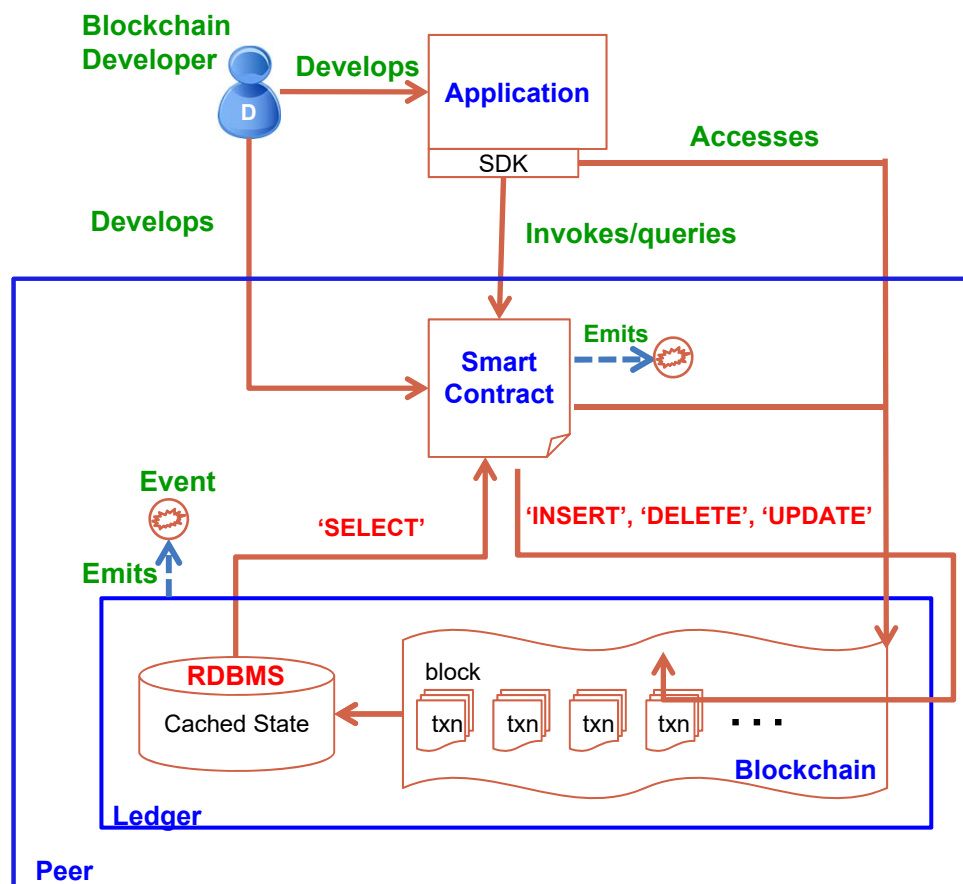 Blockchain
Developer
D
Develops
Application
SDK
Accesses
Develops
Invokes/queries
Smart
Contract
Emits
Event
‘SELECT’
‘INSERT’, ‘DELETE’, ‘UPDATE’
Emits
RDBMS
Cached State
block
txn
txn
txn
txn
...
Blockchain
Ledger
Peer